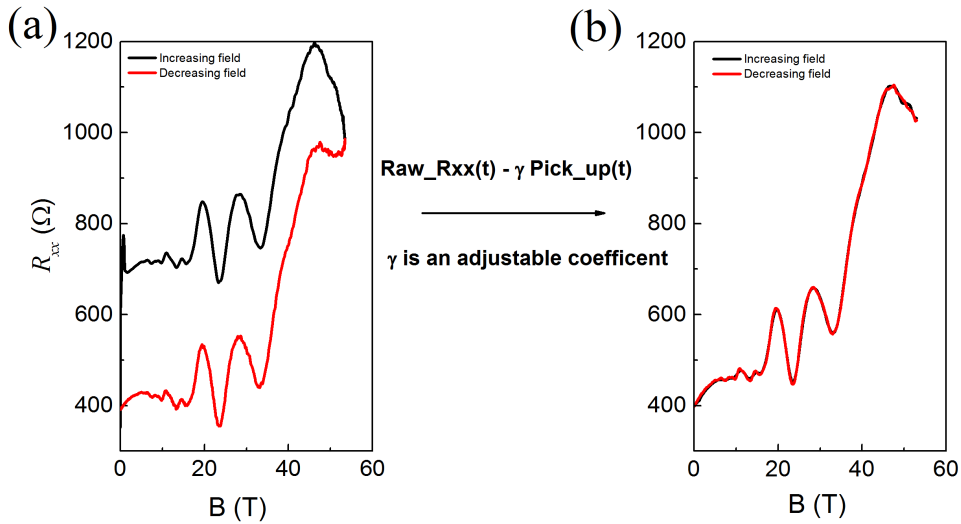 (a)
1200
1000
800
600
400
0
20
40
60
Rxx (Ω)
B (T)
Increasing field
Decreasing field
Raw_Rxx(t) - γ Pick_up(t)
γ is an adjustable coefficent
(b)
1200
1000
800
600
400
0
20
40
60
B (T)
Increasing field
Decreasing field